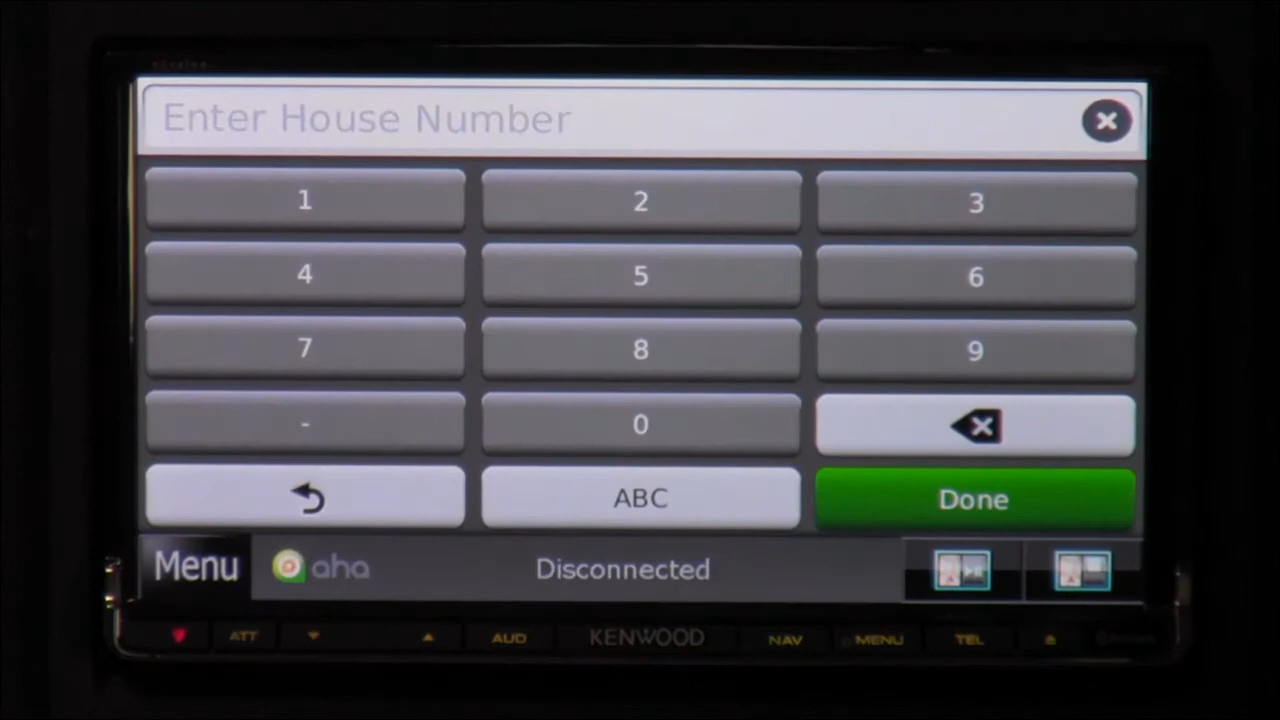 Enter House Number
1 2 3
4 5 6
7 8 9
- 0
ABC Done
Menu aha Disconnected
ATT AUD KENWOOD NAV MENU TEL